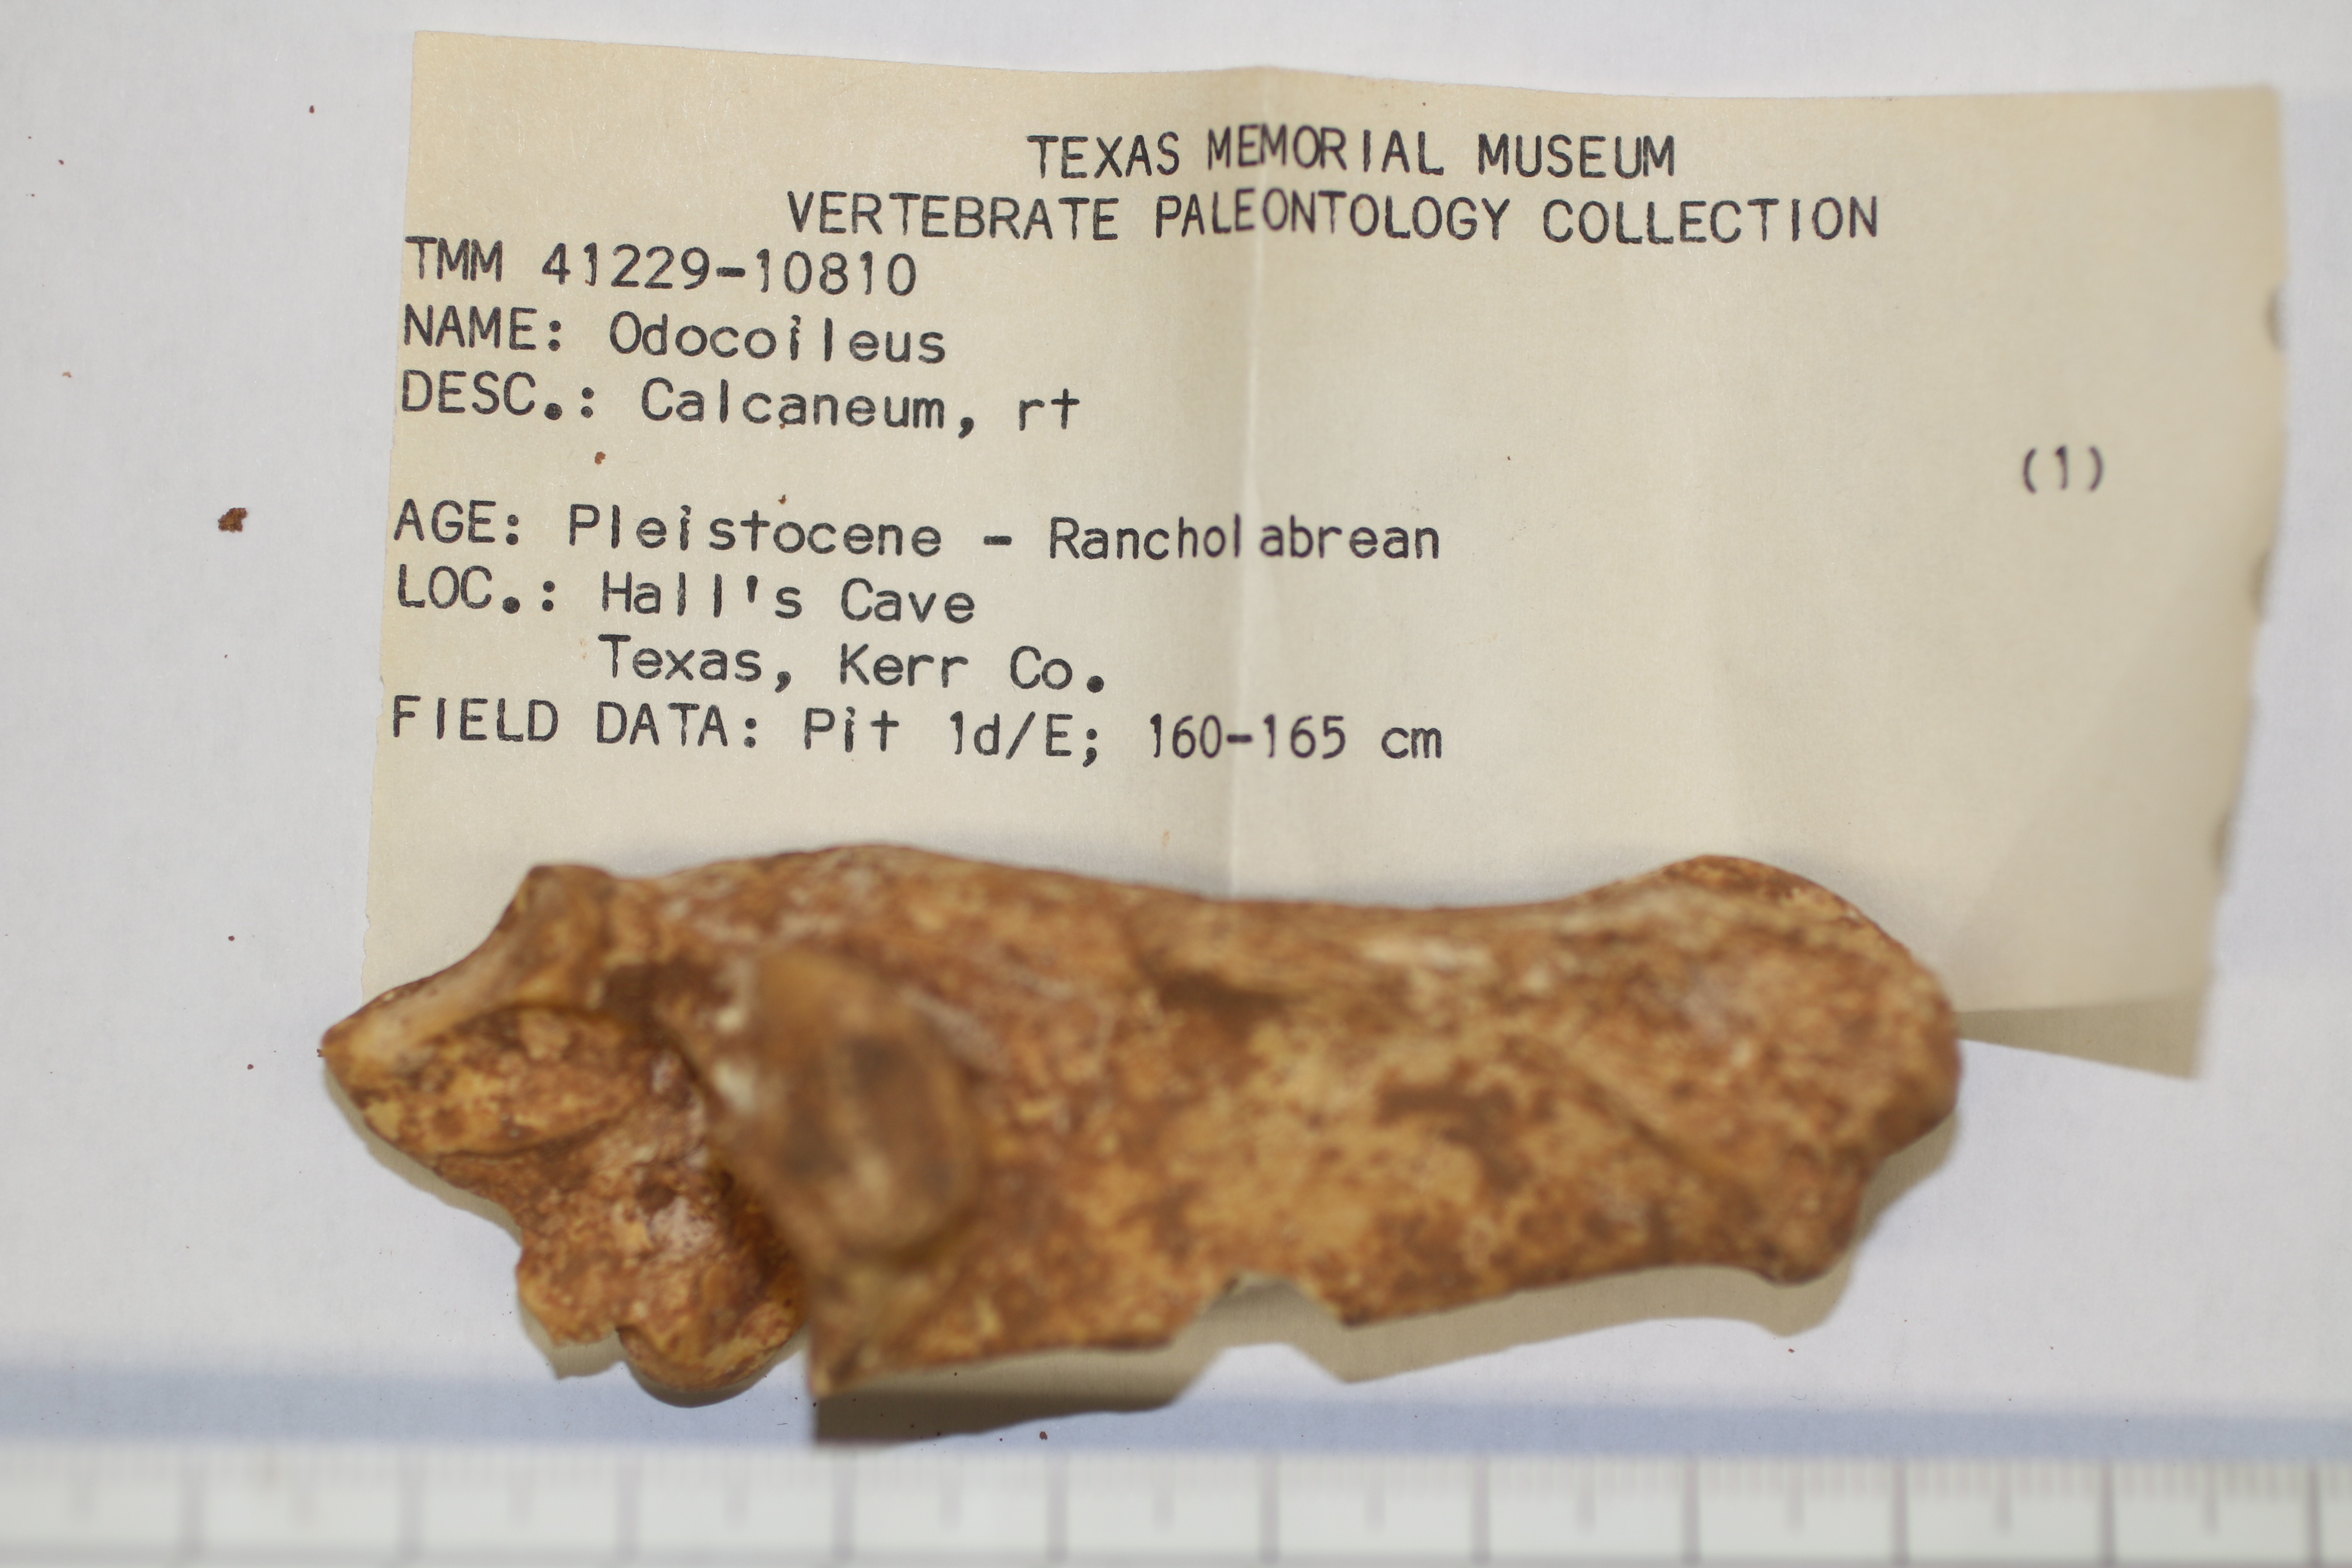 TEXAS MEMORIAL MUSEUM
VERTEBRATE PALEONTOLOGY COLLECTION
TMM 41229-10810
NAME: Odocoileus
DESC.: Calcaneum, rt
(1)
AGE: Pleistocene - Rancholabrean
LOC.: Hall's Cave
Texas, Kerr Co.
FIELD DATA: Pit 1d/E; 160-165 cm